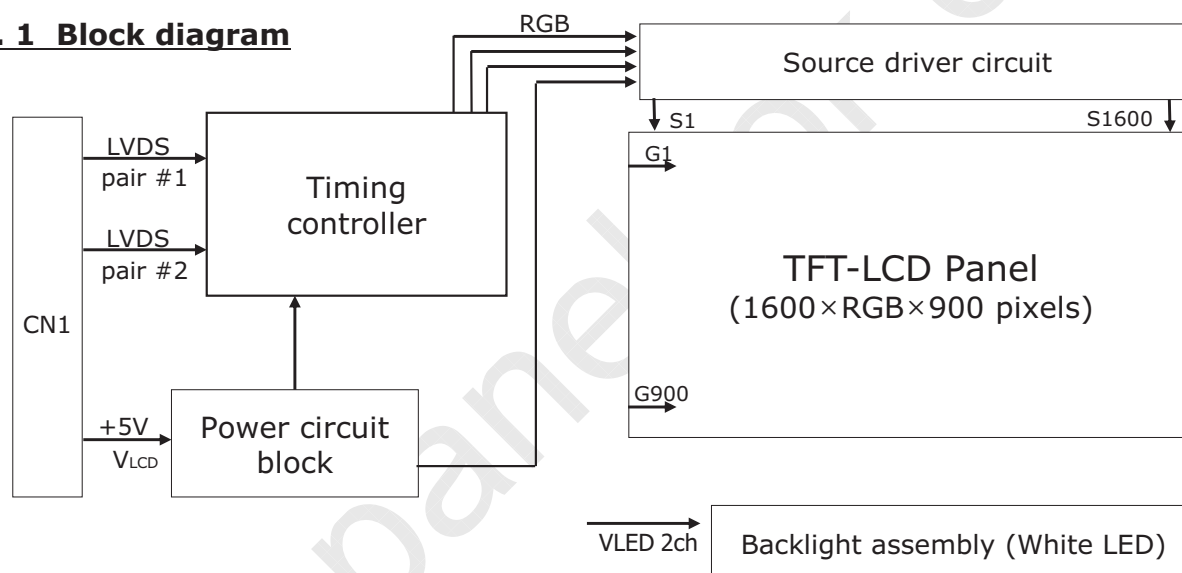 . 1 Block diagram
RGB
Source driver circuit
S1
S1600
CN1
LVDS
pair #1
LVDS
pair #2
Timing
controller
G1
TFT-LCD Panel
(1600×RGB×900 pixels)
G900
+5V
VLCD
Power circuit
block
VLED 2ch
Backlight assembly (White LED)
panel